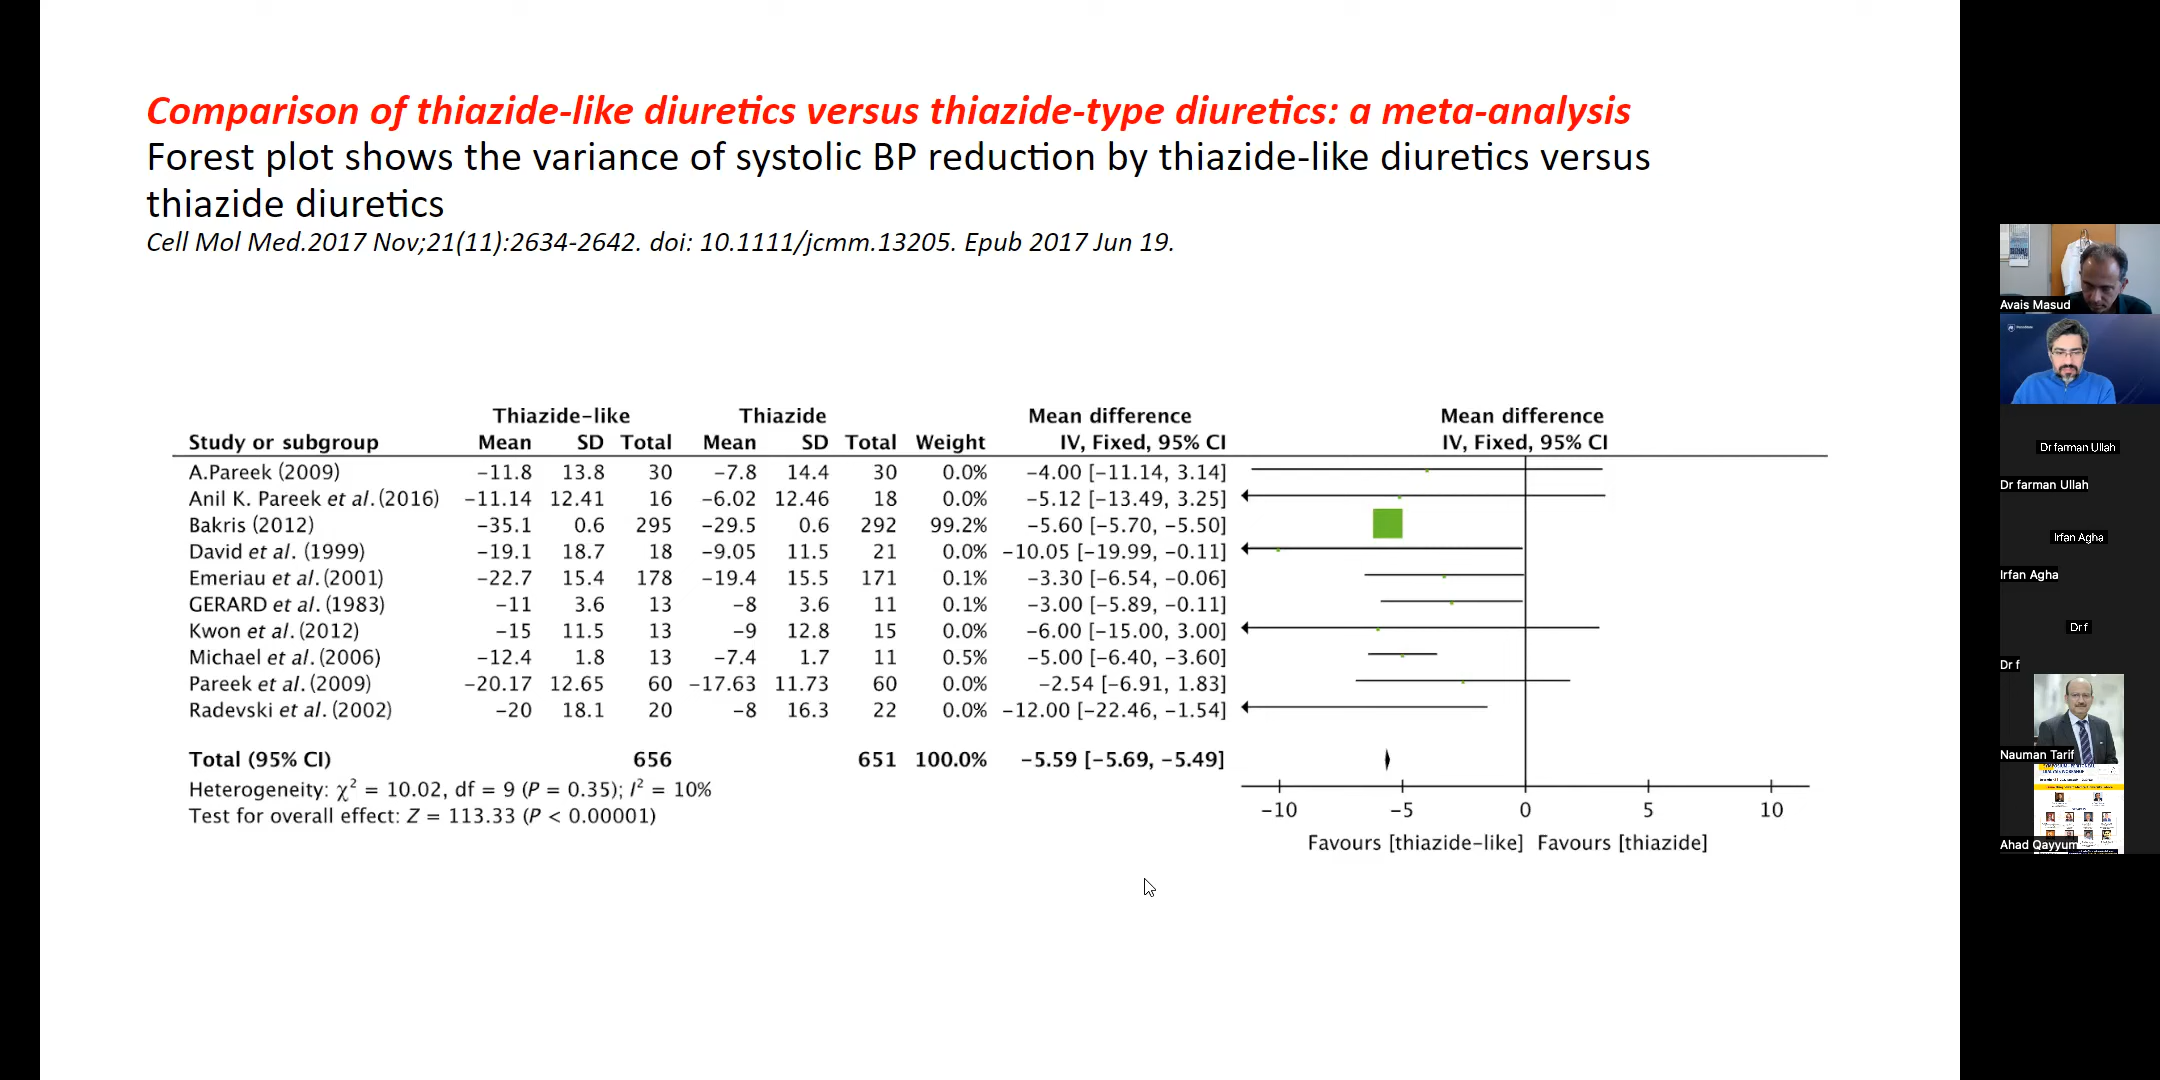 Comparison of thiazide-like diuretics versus thiazide-type diuretics: a meta-analysis
Forest plot shows the variance of systolic BP reduction by thiazide-like diuretics versus
thiazide diuretics
Cell Mol Med.2017 Nov;21(11):2634-2642. doi: 10.1111/jcmm.13205. Epub 2017 Jun 19.
Thiazide-like Thiazide Mean difference Mean difference
Study or subgroup Mean SD Total Mean SD Total Weight IV, Fixed, 95% CI IV, Fixed, 95% CI
A.Pareek (2009) −11.8 13.8 30 −7.8 14.4 30 0.0% −4.00 [−11.14, 3.14]
Anil K. Pareek et al. (2016) −11.14 12.41 16 −6.02 12.46 18 0.0% −5.12 [−13.49, 3.25]
Bakris (2012) −35.1 0.6 295 −29.5 0.6 292 99.2% −5.60 [−5.70, −5.50]
David et al. (1999) −19.1 18.7 18 −9.05 11.5 21 0.0% −10.05 [−19.99, −0.11]
Emeriau et al. (2001) −22.7 15.4 178 −19.4 15.5 171 0.1% −3.30 [−6.54, −0.06]
GERARD et al. (1983) −11 3.6 13 −8 3.6 11 0.1% −3.00 [−5.89, −0.11]
Kwon et al. (2012) −15 11.5 13 −9 12.8 15 0.0% −6.00 [−15.00, 3.00]
Michael et al. (2006) −12.4 1.8 13 −7.4 1.7 11 0.5% −5.00 [−6.40, −3.60]
Pareek et al. (2009) −20.17 12.65 60 −17.63 11.73 60 0.0% −2.54 [−6.91, 1.83]
Radevski et al. (2002) −20 18.1 20 −8 16.3 22 0.0% −12.00 [−22.46, −1.54]
Total (95% CI) 656 651 100.0% −5.59 [−5.69, −5.49]
Heterogeneity: χ² = 10.02, df = 9 (P = 0.35); I² = 10%
Test for overall effect: Z = 113.33 (P < 0.00001)
−10 −5 0 5 10
Favours [thiazide-like] Favours [thiazide]
Avais Masud
Dr farman Ullah
Dr farman Ullah
Irfan Agha
Irfan Agha
Dr f
Dr f
Nauman Tarif
Ahad Qayyum